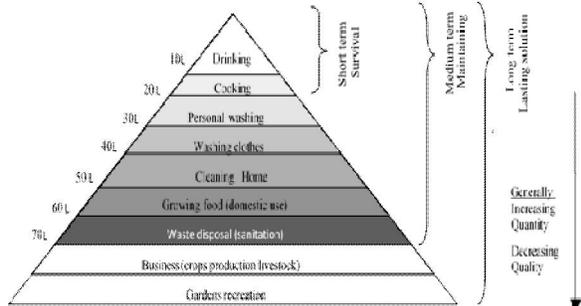 10L
Drinking
20L
Cooking
30L
Personal washing
40L
Washing clothes
50L
Cleaning Home
60L
Growing food (domestic use)
70L
Waste disposal (sanitation)
Business (crops production livestock)
Gardens recreation
Short term
Survival
Medium term
Maintaining
Long term
Lasting solution
Generally
Increasing
Quantity
Decreasing
Quality